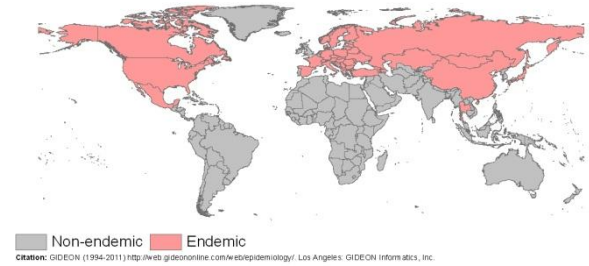 Non-endemic Endemic
Citation: GIDEON (1994-2011) http://web.gideononline.com/web/epidemiology/. Los Angeles: GIDEON Informatics, Inc.